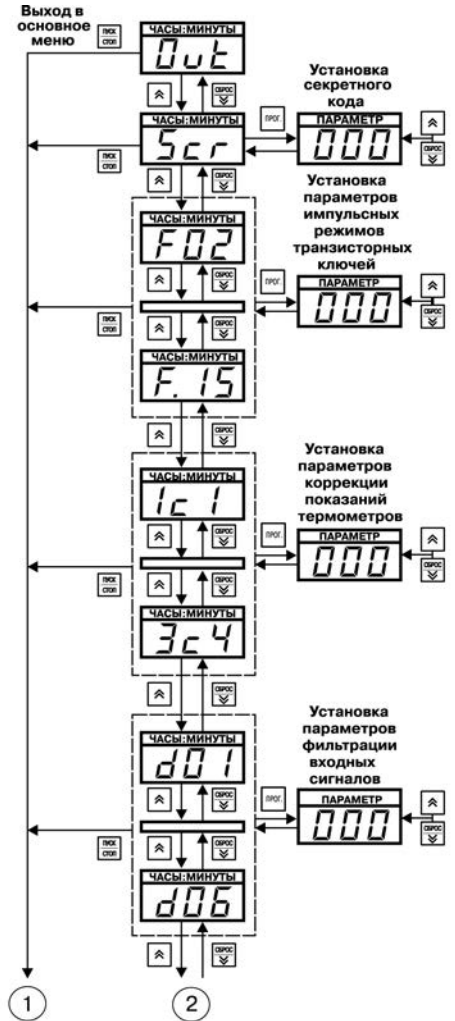 Выход в
основное
меню
ПУСК
СТОП
ЧАСЫ:МИНУТЫ
Out
СБРОС
Установка
секретного
кода
ЧАСЫ:МИНУТЫ
Scr
ПРОГ.
ПАРАМЕТР
000
СБРОС
ПУСК
СТОП
СБРОС
Установка
параметров
импульсных
режимов
транзисторных
ключей
ЧАСЫ:МИНУТЫ
F02
СБРОС
ПРОГ.
ПАРАМЕТР
000
СБРОС
ПУСК
СТОП
СБРОС
ЧАСЫ:МИНУТЫ
F.15
СБРОС
Установка
параметров
коррекции
показаний
термометров
ЧАСЫ:МИНУТЫ
1c1
СБРОС
ПРОГ.
ПАРАМЕТР
000
СБРОС
ПУСК
СТОП
СБРОС
ЧАСЫ:МИНУТЫ
3c4
СБРОС
Установка
параметров
фильтрации
входных
сигналов
ЧАСЫ:МИНУТЫ
d01
СБРОС
ПРОГ.
ПАРАМЕТР
000
СБРОС
ПУСК
СТОП
СБРОС
ЧАСЫ:МИНУТЫ
d06
СБРОС
1
2